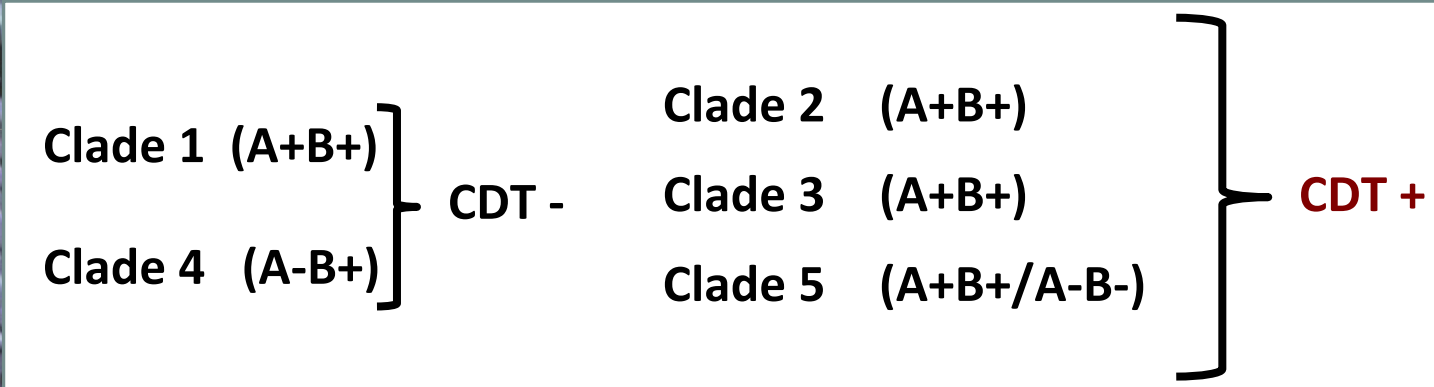 Clade 1 (A+B+)
Clade 4 (A-B+)
CDT -
Clade 2 (A+B+)
Clade 3 (A+B+)
Clade 5 (A+B+/A-B-)
CDT +